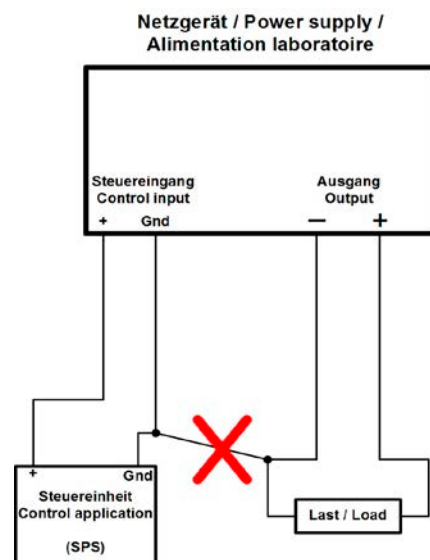 Netzgerät / Power supply /
Alimentation laboratoire
Steuereingang
Control input
+ Gnd
Ausgang
Output
— +
+ Gnd
Steuereinheit
Control application
(SPS)
Last / Load